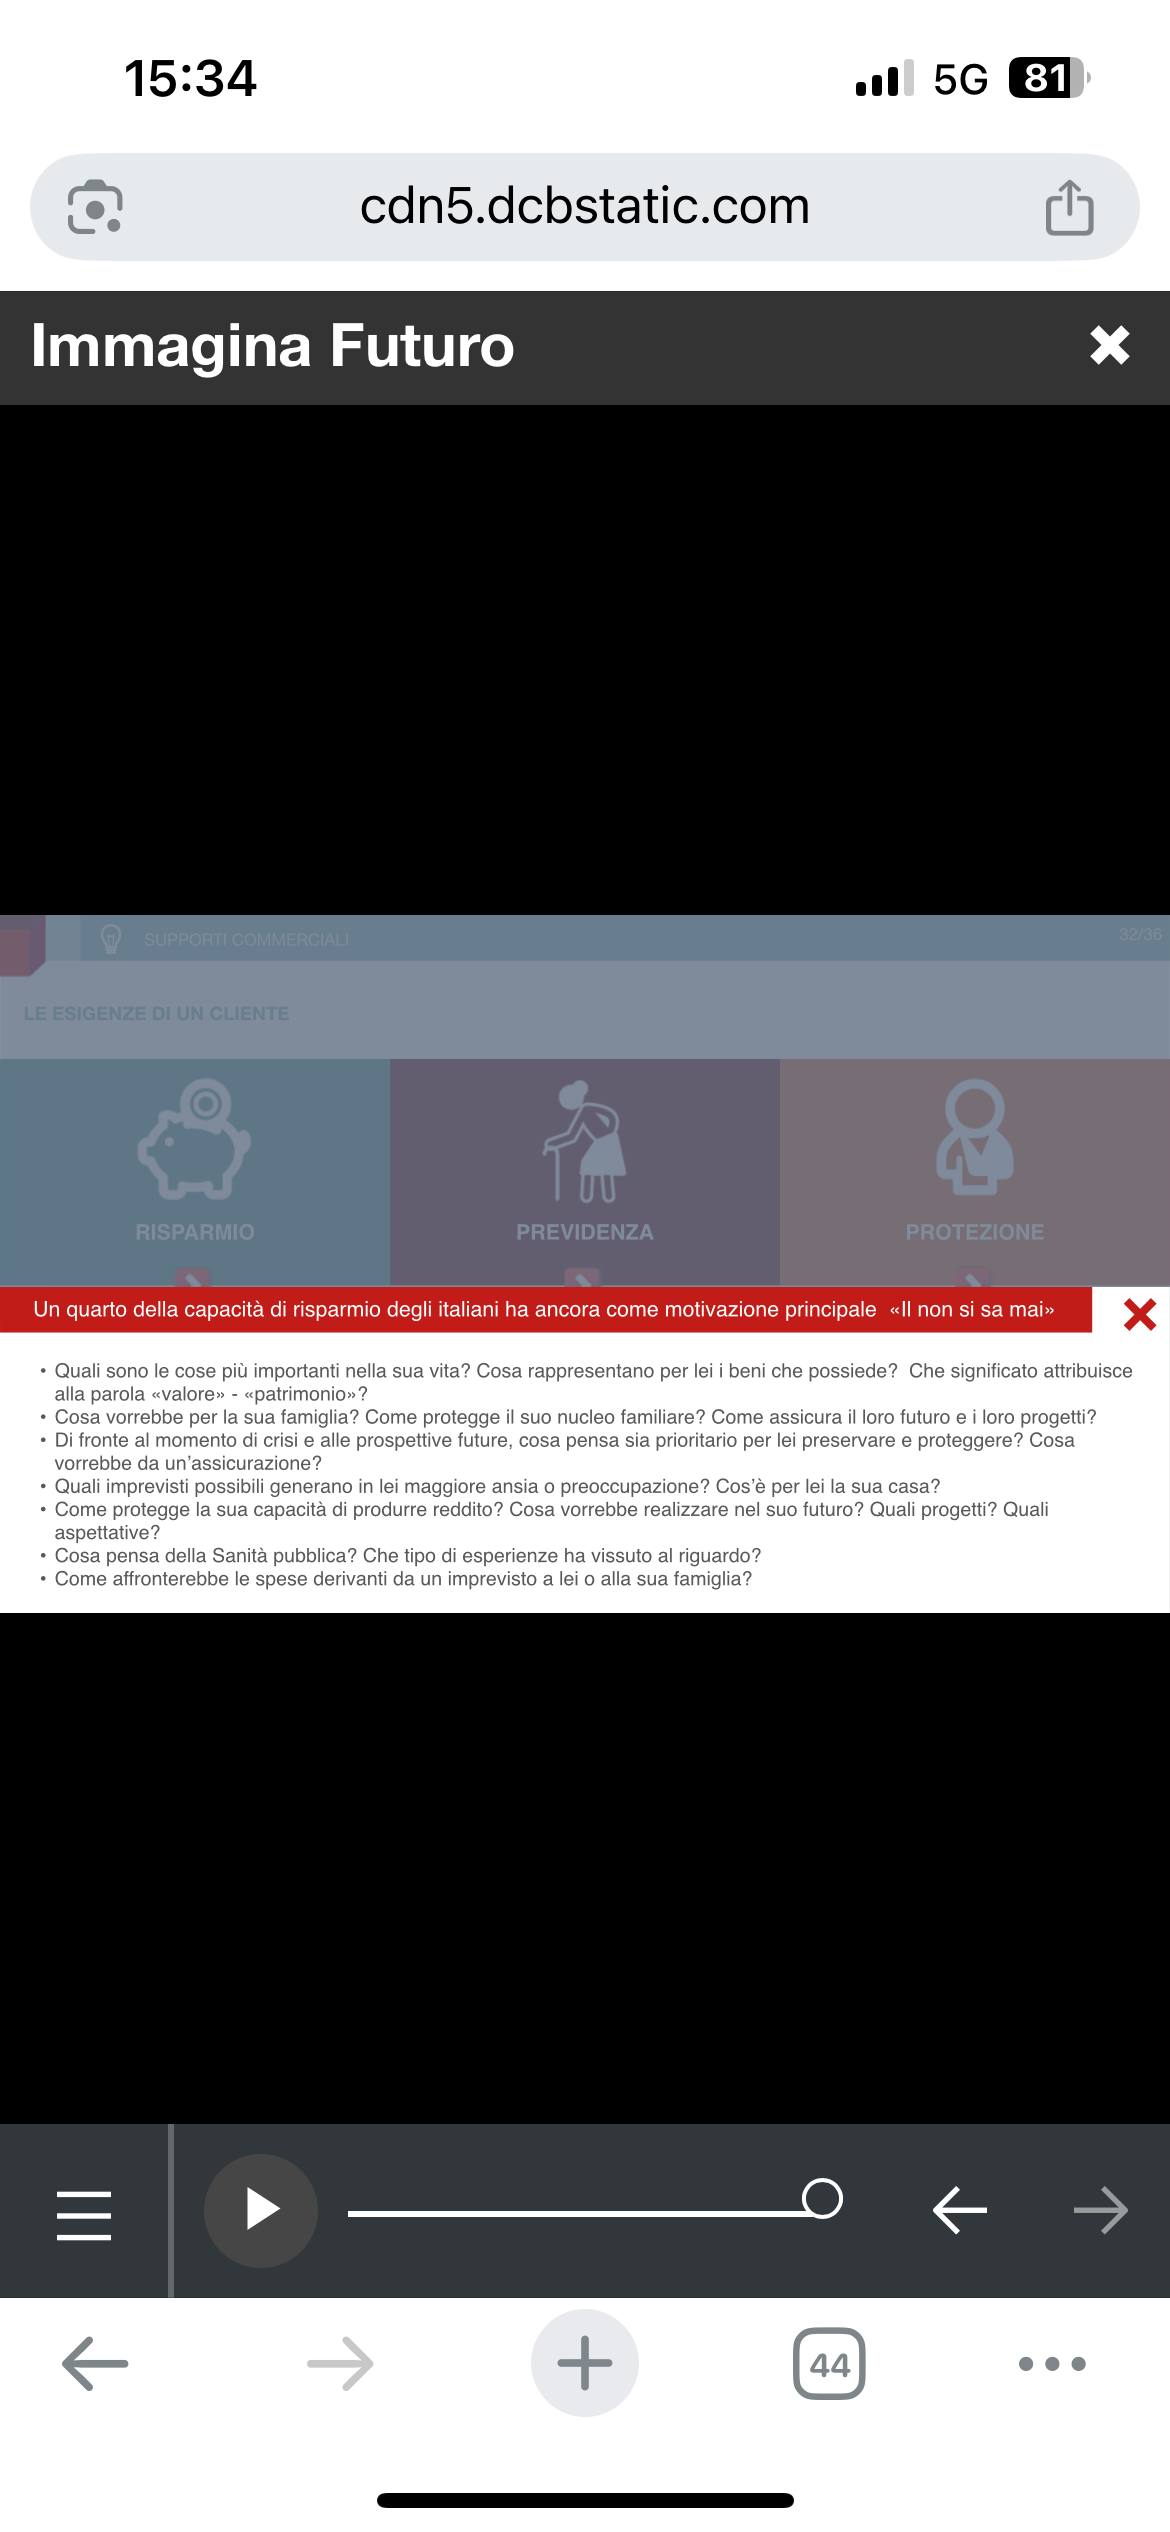 15:34
5G
81
cdn5.dcbstatic.com
Immagina Futuro
SUPPORTI COMMERCIALI
32/36
LE ESIGENZE DI UN CLIENTE
RISPARMIO
PREVIDENZA
PROTEZIONE
Un quarto della capacità di risparmio degli italiani ha ancora come motivazione principale «Il non si sa mai»
• Quali sono le cose più importanti nella sua vita? Cosa rappresentano per lei i beni che possiede? Che significato attribuisce
alla parola «valore» - «patrimonio»?
• Cosa vorrebbe per la sua famiglia? Come protegge il suo nucleo familiare? Come assicura il loro futuro e i loro progetti?
• Di fronte al momento di crisi e alle prospettive future, cosa pensa sia prioritario per lei preservare e proteggere? Cosa
vorrebbe da un'assicurazione?
• Quali imprevisti possibili generano in lei maggiore ansia o preoccupazione? Cos'è per lei la sua casa?
• Come protegge la sua capacità di produrre reddito? Cosa vorrebbe realizzare nel suo futuro? Quali progetti? Quali
aspettative?
• Cosa pensa della Sanità pubblica? Che tipo di esperienze ha vissuto al riguardo?
• Come affronterebbe le spese derivanti da un imprevisto a lei o alla sua famiglia?
44